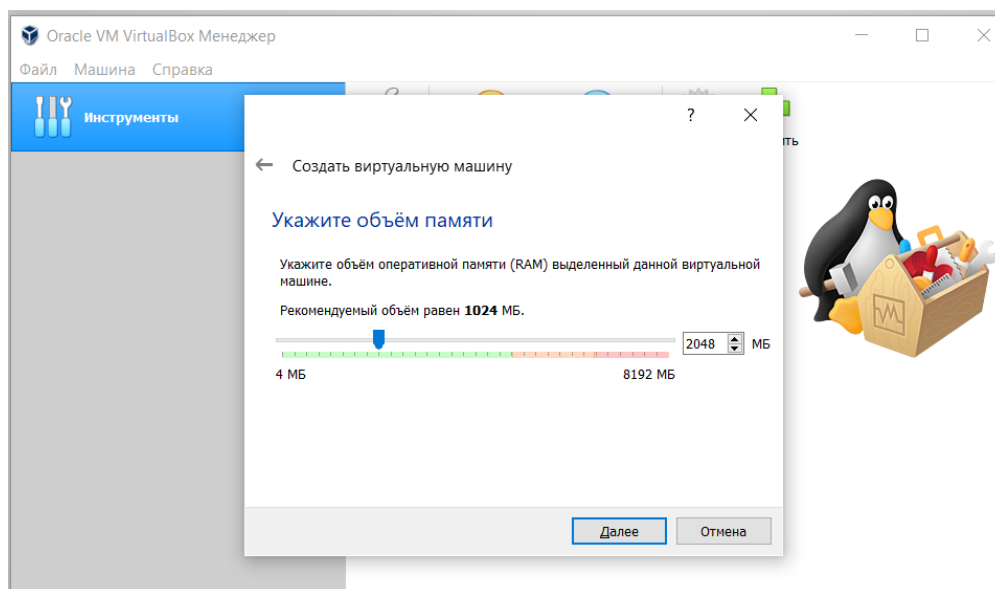 Oracle VM VirtualBox Менеджер
Файл Машина Справка
Инструменты
?
ть
Создать виртуальную машину
Укажите объём памяти
Укажите объём оперативной памяти (RAM) выделенный данной виртуальной
машине.
Рекомендуемый объём равен 1024 МБ.
2048 МБ
4 МБ 8192 МБ
Далее Отмена